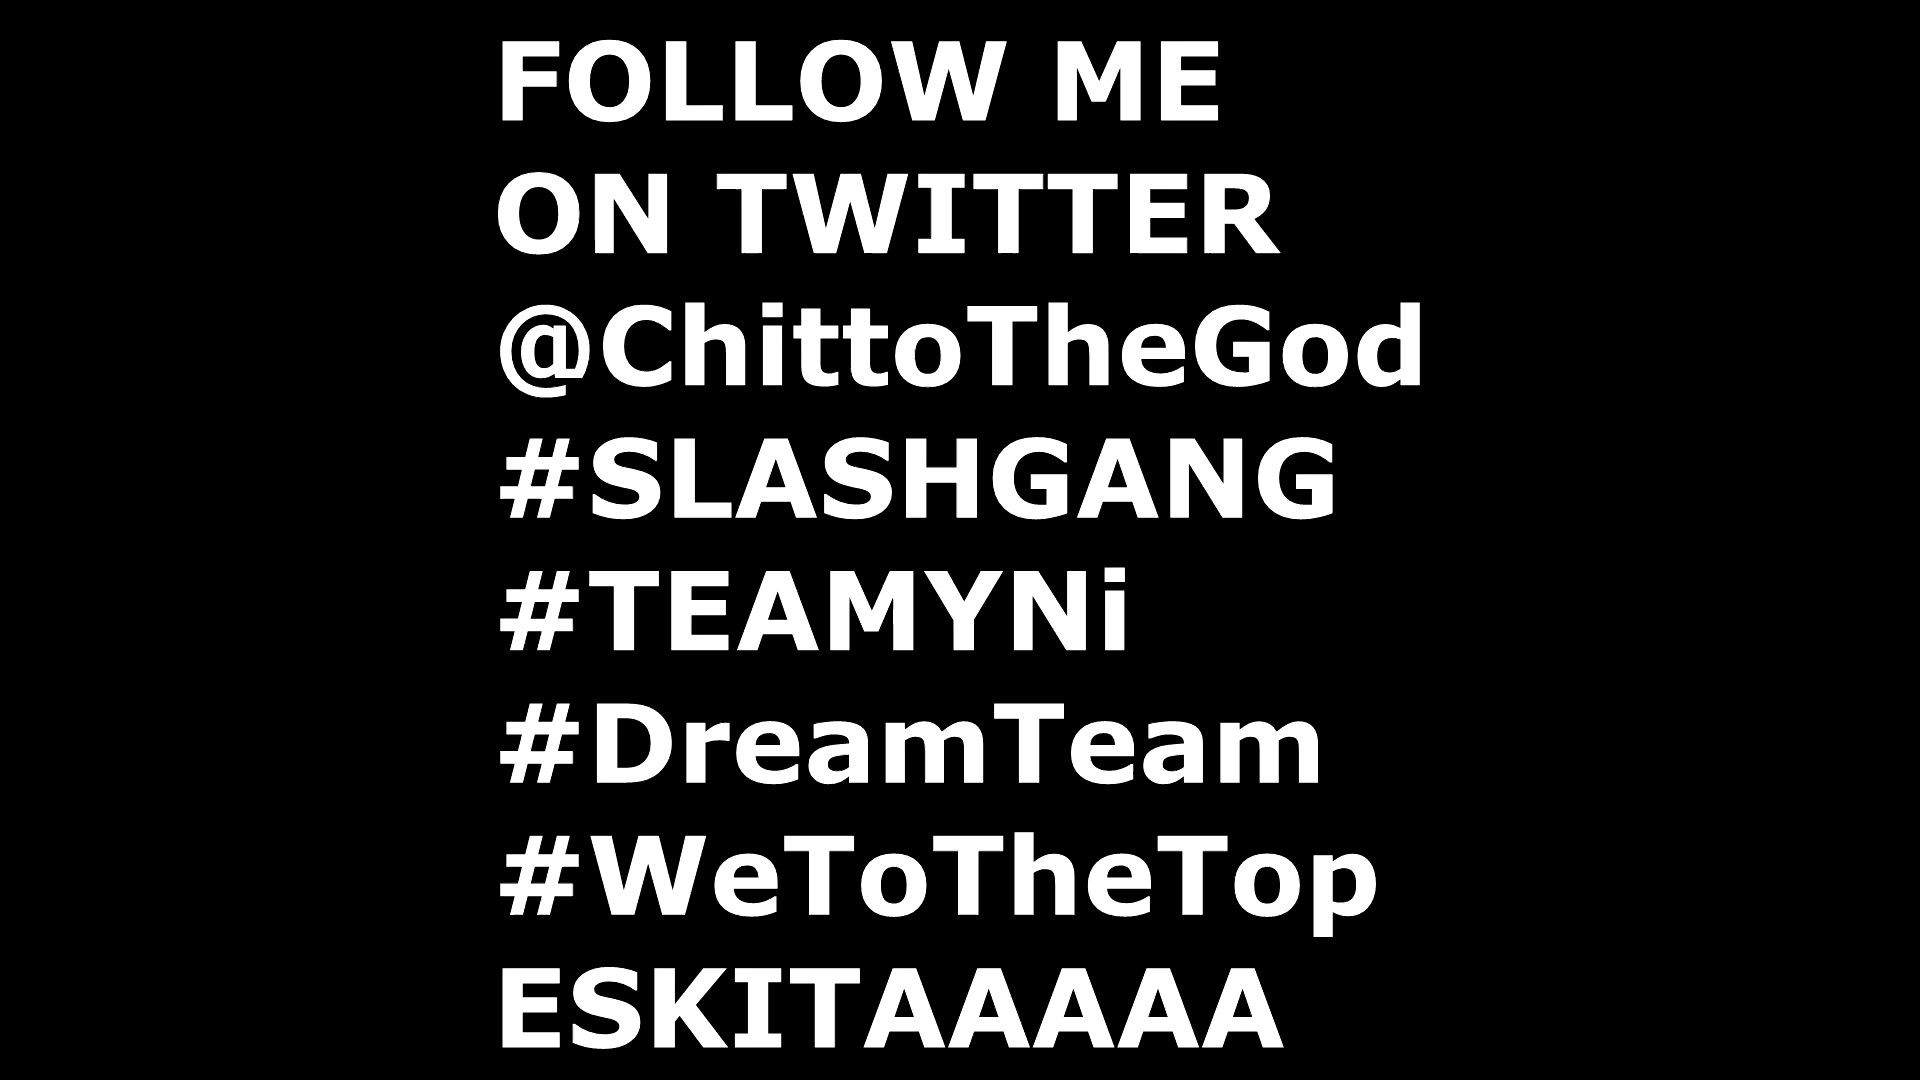 FOLLOW ME
ON TWITTER
@ChittoTheGod
#SLASHGANG
#TEAMYNi
#DreamTeam
#WeToTheTop
ESKITAAAAA